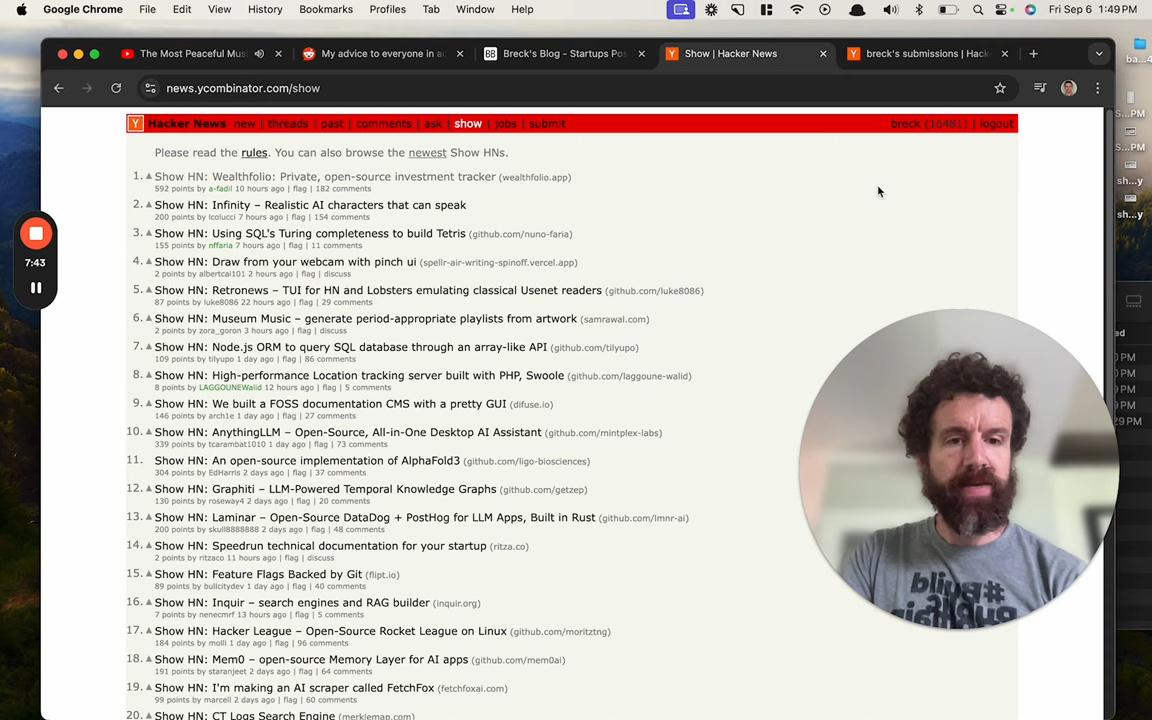 Google Chrome File Edit View History Bookmarks Profiles Tab Window Help Fri Sep 6 1:49 PM
The Most Peaceful Mus
My advice to everyone in a
Breck's Blog - Startups Pos
Show | Hacker News
breck's submissions | Hac
news.ycombinator.com/show
Y Hacker News new | threads | past | comments | ask | show | jobs | submit breck (16481) | logout
Please read the rules. You can also browse the newest Show HNs.
1. Show HN: Wealthfolio: Private, open-source investment tracker (wealthfolio.app)
592 points by a-fadil 10 hours ago | flag | 182 comments
2. Show HN: Infinity – Realistic AI characters that can speak
200 points by lcolucci 7 hours ago | flag | 154 comments
3. Show HN: Using SQL's Turing completeness to build Tetris (github.com/nuno-faria)
155 points by nffaria 7 hours ago | flag | 11 comments
4. Show HN: Draw from your webcam with pinch ui (spellr-air-writing-spinoff.vercel.app)
2 points by albertcai101 2 hours ago | flag | discuss
5. Show HN: Retronews – TUI for HN and Lobsters emulating classical Usenet readers (github.com/luke8086)
87 points by luke8086 22 hours ago | flag | 29 comments
6. Show HN: Museum Music – generate period-appropriate playlists from artwork (samrawal.com)
2 points by zora_goron 3 hours ago | flag | discuss
7. Show HN: Node.js ORM to query SQL database through an array-like API (github.com/tilyupo)
109 points by tilyupo 1 day ago | flag | 86 comments
8. Show HN: High-performance Location tracking server built with PHP, Swoole (github.com/laggoune-walid)
8 points by LAGGOUNEWalid 12 hours ago | flag | 5 comments
9. Show HN: We built a FOSS documentation CMS with a pretty GUI (difuse.io)
146 points by arch1e 1 day ago | flag | 27 comments
10. Show HN: AnythingLLM – Open-Source, All-in-One Desktop AI Assistant (github.com/mintplex-labs)
339 points by tcarambat1010 1 day ago | flag | 73 comments
11. Show HN: An open-source implementation of AlphaFold3 (github.com/ligo-biosciences)
304 points by EdHarris 2 days ago | flag | 37 comments
12. Show HN: Graphiti – LLM-Powered Temporal Knowledge Graphs (github.com/getzep)
130 points by roseway4 2 days ago | flag | 20 comments
13. Show HN: Laminar – Open-Source DataDog + PostHog for LLM Apps, Built in Rust (github.com/lmnr-ai)
200 points by skull8888888 2 days ago | flag | 48 comments
14. Show HN: Speedrun technical documentation for your startup (ritza.co)
2 points by ritzaco 11 hours ago | flag | discuss
15. Show HN: Feature Flags Backed by Git (flipt.io)
89 points by bullcitydev 1 day ago | flag | 40 comments
16. Show HN: Inquir – search engines and RAG builder (inquir.org)
7 points by nenecmrf 13 hours ago | flag | 5 comments
17. Show HN: Hacker League – Open-Source Rocket League on Linux (github.com/moritztng)
184 points by molli 1 day ago | flag | 96 comments
18. Show HN: Mem0 – open-source Memory Layer for AI apps (github.com/mem0ai)
191 points by staranjeet 2 days ago | flag | 64 comments
19. Show HN: I'm making an AI scraper called FetchFox (fetchfoxai.com)
99 points by marcell 2 days ago | flag | 60 comments
20. Show HN: CT Logs Search Engine (merklemap.com)
7:43
ba...
S...PM
S...PM
sh...y
sh...y